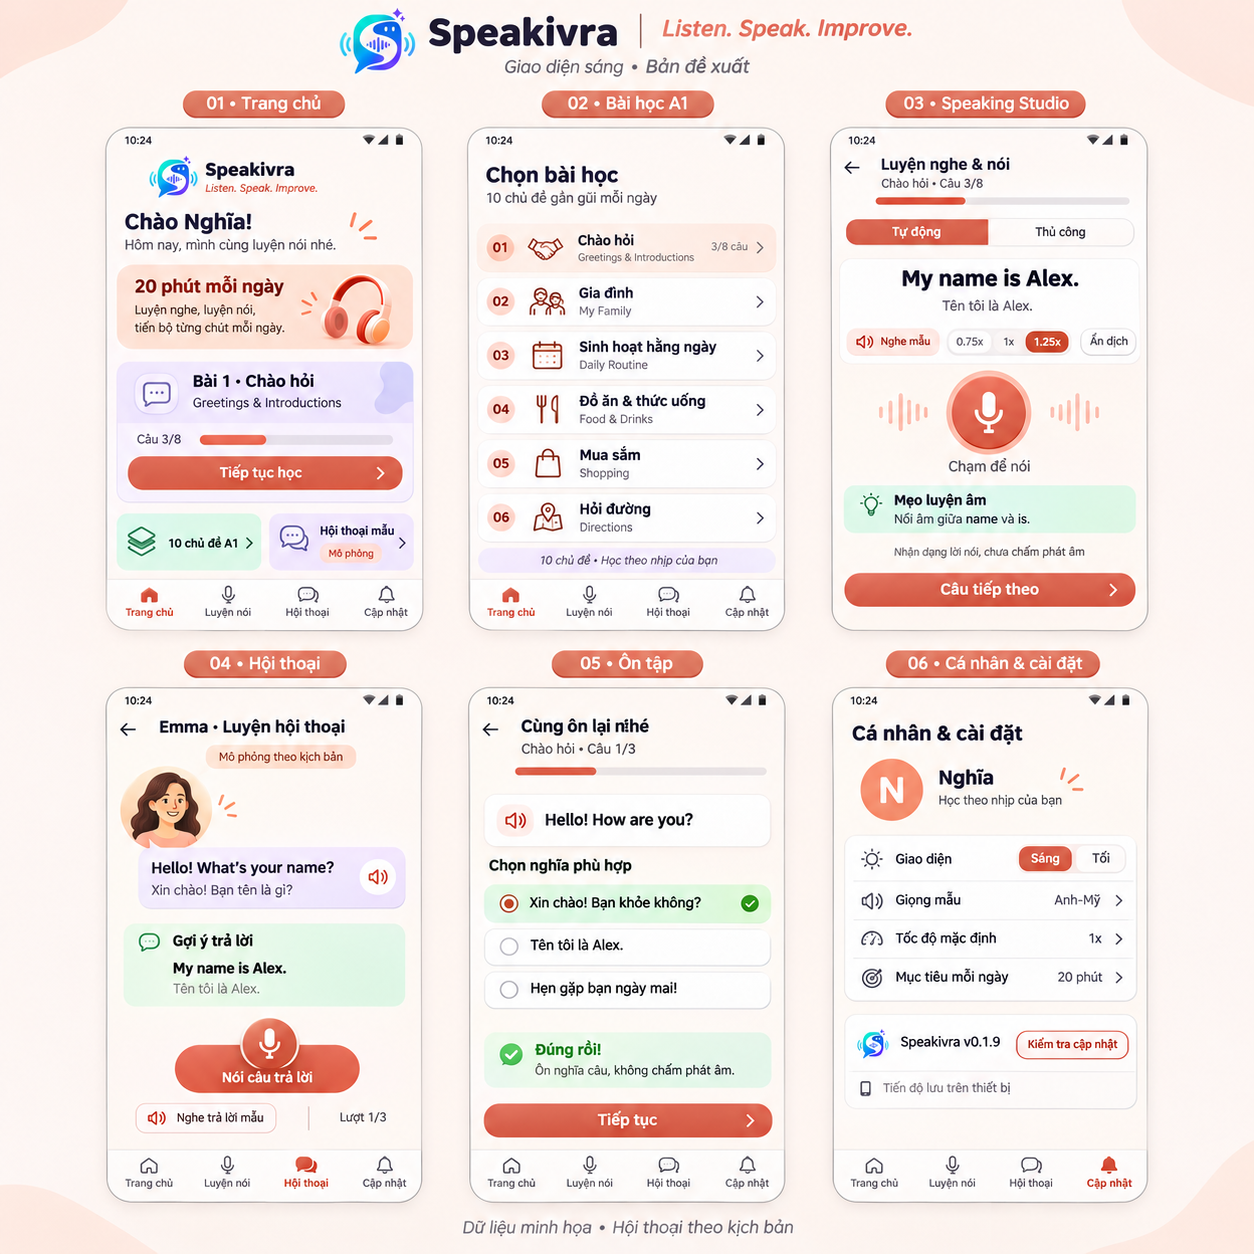 Speakivra
Listen. Speak. Improve.
Giao diện sáng • Bản đề xuất
01 • Trang chủ
10:24
Speakivra
Listen. Speak. Improve.
Chào Nghĩa!
Hôm nay, mình cùng luyện nói nhé.
20 phút mỗi ngày
Luyện nghe, luyện nói,
tiến bộ từng chút mỗi ngày.
Bài 1 • Chào hỏi
Greetings & Introductions
Câu 3/8
Tiếp tục học
10 chủ đề A1
Hội thoại mẫu
Mô phỏng
Trang chủ
Luyện nói
Hội thoại
Cập nhật
02 • Bài học A1
10:24
Chọn bài học
10 chủ đề gần gũi mỗi ngày
01
Chào hỏi
Greetings & Introductions
3/8 câu
02
Gia đình
My Family
03
Sinh hoạt hằng ngày
Daily Routine
04
Đồ ăn & thức uống
Food & Drinks
05
Mua sắm
Shopping
06
Hỏi đường
Directions
10 chủ đề • Học theo nhịp của bạn
Trang chủ
Luyện nói
Hội thoại
Cập nhật
03 • Speaking Studio
10:24
Luyện nghe & nói
Chào hỏi • Câu 3/8
Tự động
Thủ công
My name is Alex.
Tên tôi là Alex.
Nghe mẫu
0.75x
1x
1.25x
Ẩn dịch
Chạm để nói
Mẹo luyện âm
Nối âm giữa name và is.
Nhận dạng lời nói, chưa chấm phát âm
Câu tiếp theo
04 • Hội thoại
10:24
Emma • Luyện hội thoại
Mô phỏng theo kịch bản
Hello! What's your name?
Xin chào! Bạn tên là gì?
Gợi ý trả lời
My name is Alex.
Tên tôi là Alex.
Nói câu trả lời
Nghe trả lời mẫu
Lượt 1/3
Trang chủ
Luyện nói
Hội thoại
Cập nhật
05 • Ôn tập
10:24
Cùng ôn lại nhé
Chào hỏi • Câu 1/3
Hello! How are you?
Chọn nghĩa phù hợp
Xin chào! Bạn khỏe không?
Tên tôi là Alex.
Hẹn gặp bạn ngày mai!
Đúng rồi!
Ôn nghĩa câu, không chấm phát âm.
Tiếp tục
Trang chủ
Luyện nói
Hội thoại
Cập nhật
06 • Cá nhân & cài đặt
10:24
Cá nhân & cài đặt
N
Nghĩa
Học theo nhịp của bạn
Giao diện
Sáng
Tối
Giọng mẫu
Anh-Mỹ
Tốc độ mặc định
1x
Mục tiêu mỗi ngày
20 phút
Speakivra v0.1.9
Kiểm tra cập nhật
Tiến độ lưu trên thiết bị
Trang chủ
Luyện nói
Hội thoại
Cập nhật
Dữ liệu minh họa • Hội thoại theo kịch bản